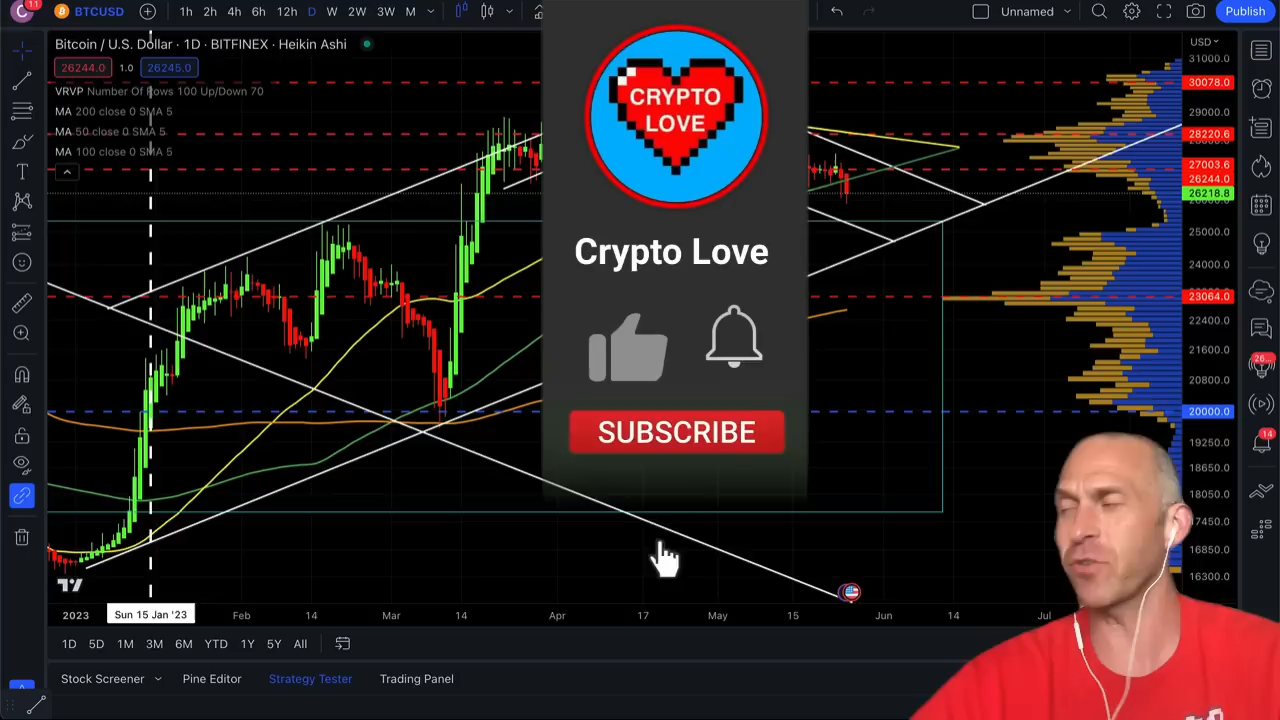 C 11 BTCUSD 1h 2h 4h 6h 12h D W 2W 3W M Unnamed Publish
Bitcoin / U.S. Dollar · 1D · BITFINEX · Heikin Ashi
26244.0 1.0 26245.0
VRVP Number Of Rows 100 Up/Down 70
MA 200 close 0 SMA 5
MA 50 close 0 SMA 5
MA 100 close 0 SMA 5
CRYPTO
LOVE
Crypto Love
SUBSCRIBE
USD
31000.0
30078.0
29000.0
28220.6
27003.6
26244.0
26218.8
25000.0
24000.0
23064.0
22400.0
21600.0
20800.0
20000.0
19250.0
18650.0
18050.0
17450.0
16850.0
16300.0
26...
14
2023 Sun 15 Jan '23 Feb 14 Mar 14 Apr 17 May 15 Jun 14 Jul
1D 5D 1M 3M 6M YTD 1Y 5Y All
Stock Screener Pine Editor Strategy Tester Trading Panel